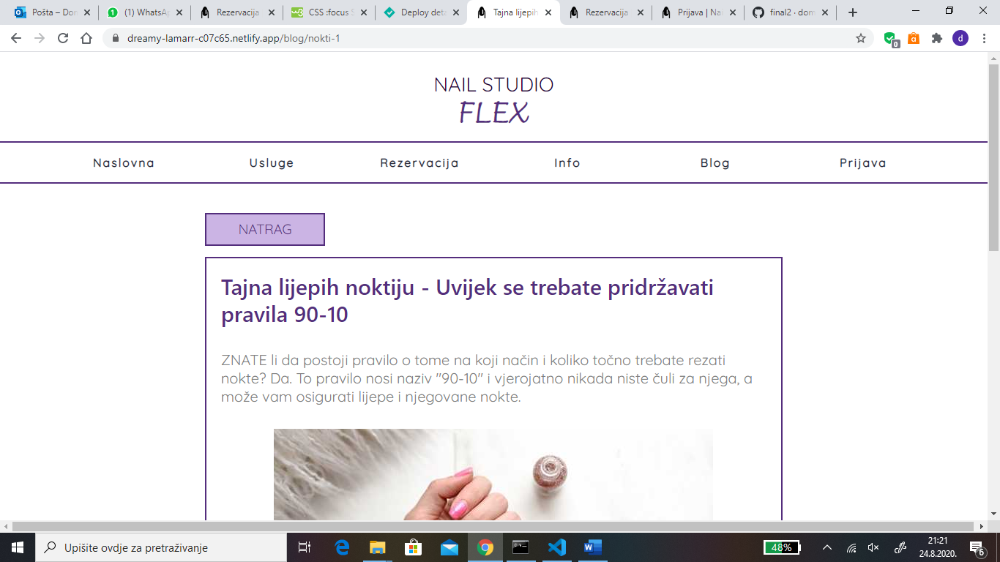 Pošta – Don
(1) WhatsAp
Rezervacija
CSS :focus S
Deploy deta
Tajna lijepih
Rezervacija
Prijava | Nai
final2 · dom
dreamy-lamarr-c07c65.netlify.app/blog/nokti-1
0
a
d
NAIL STUDIO
FLEX
Naslovna Usluge Rezervacija Info Blog Prijava
NATRAG
Tajna lijepih noktiju - Uvijek se trebate pridržavati
pravila 90-10
ZNATE li da postoji pravilo o tome na koji način i koliko točno trebate rezati
nokte? Da. To pravilo nosi naziv "90-10" i vjerojatno nikada niste čuli za njega, a
može vam osigurati lijepe i njegovane nokte.
Upišite ovdje za pretraživanje
48%
21:21
24.8.2020.
6